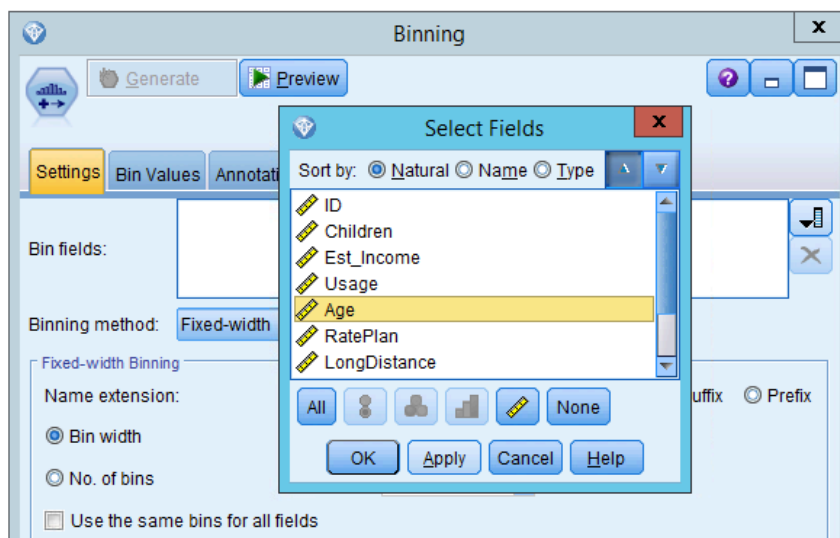 Binning
x
Generate
Preview
?
Select Fields
x
Settings
Bin Values
Annotati
Sort by: Natural Name Type
ID
Children
Est_Income
Usage
Age
RatePlan
LongDistance
Bin fields:
Binning method: Fixed-width
Fixed-width Binning
Name extension:
uffix Prefix
All
None
Bin width
OK Apply Cancel Help
No. of bins
Use the same bins for all fields